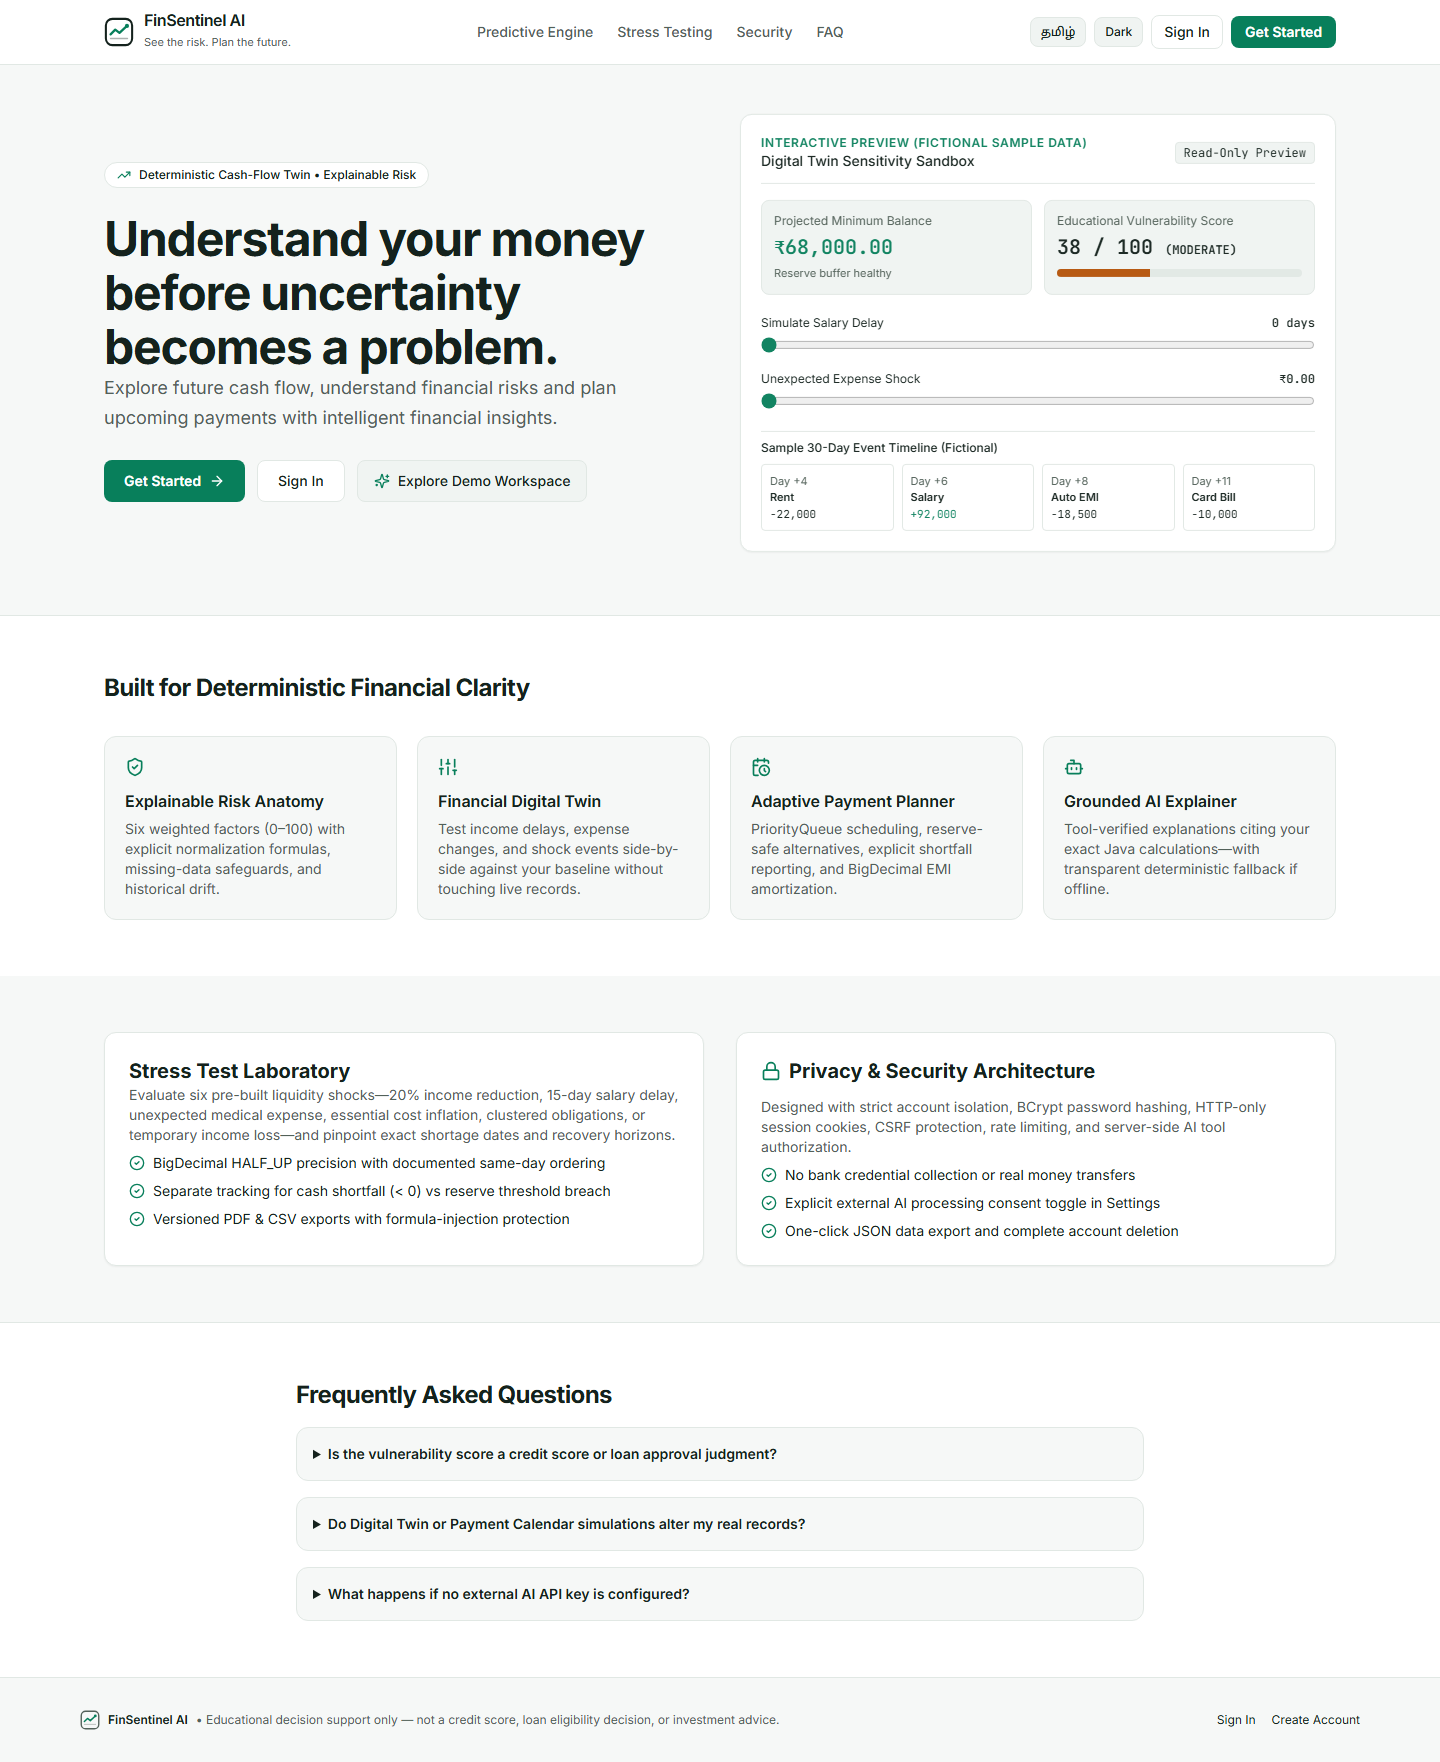 FinSentinel AI
See the risk. Plan the future.
Predictive Engine
Stress Testing
Security
FAQ
தமிழ்
Dark
Sign In
Get Started
Deterministic Cash-Flow Twin • Explainable Risk
Understand your money
before uncertainty
becomes a problem.
Explore future cash flow, understand financial risks and plan
upcoming payments with intelligent financial insights.
Get Started
Sign In
Explore Demo Workspace
INTERACTIVE PREVIEW (FICTIONAL SAMPLE DATA)
Digital Twin Sensitivity Sandbox
Read-Only Preview
Projected Minimum Balance
₹68,000.00
Reserve buffer healthy
Educational Vulnerability Score
38 / 100 (MODERATE)
Simulate Salary Delay
0 days
Unexpected Expense Shock
₹0.00
Sample 30-Day Event Timeline (Fictional)
Day +4
Rent
-22,000
Day +6
Salary
+92,000
Day +8
Auto EMI
-18,500
Day +11
Card Bill
-10,000
Built for Deterministic Financial Clarity
Explainable Risk Anatomy
Six weighted factors (0–100) with
explicit normalization formulas,
missing-data safeguards, and
historical drift.
Financial Digital Twin
Test income delays, expense
changes, and shock events side-by-
side against your baseline without
touching live records.
Adaptive Payment Planner
PriorityQueue scheduling, reserve-
safe alternatives, explicit shortfall
reporting, and BigDecimal EMI
amortization.
Grounded AI Explainer
Tool-verified explanations citing your
exact Java calculations—with
transparent deterministic fallback if
offline.
Stress Test Laboratory
Evaluate six pre-built liquidity shocks—20% income reduction, 15-day salary delay,
unexpected medical expense, essential cost inflation, clustered obligations, or
temporary income loss—and pinpoint exact shortage dates and recovery horizons.
BigDecimal HALF_UP precision with documented same-day ordering
Separate tracking for cash shortfall (< 0) vs reserve threshold breach
Versioned PDF & CSV exports with formula-injection protection
Privacy & Security Architecture
Designed with strict account isolation, BCrypt password hashing, HTTP-only
session cookies, CSRF protection, rate limiting, and server-side AI tool
authorization.
No bank credential collection or real money transfers
Explicit external AI processing consent toggle in Settings
One-click JSON data export and complete account deletion
Frequently Asked Questions
Is the vulnerability score a credit score or loan approval judgment?
Do Digital Twin or Payment Calendar simulations alter my real records?
What happens if no external AI API key is configured?
FinSentinel AI • Educational decision support only — not a credit score, loan eligibility decision, or investment advice.
Sign In
Create Account